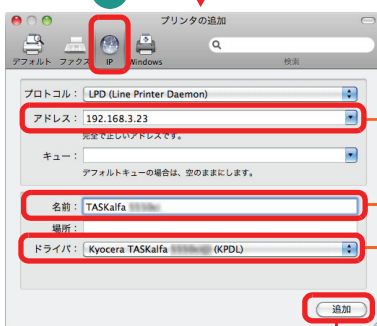 プリンタの追加
デフォルト ファクス IP Windows 検索
プロトコル： LPD (Line Printer Daemon)
アドレス： 192.168.3.23
完全で正しいアドレスです。
キュー：
デフォルトキューの場合は、空のままにします。
名前： TASKalfa
場所：
ドライバ： Kyocera TASKalfa (KPDL)
追加